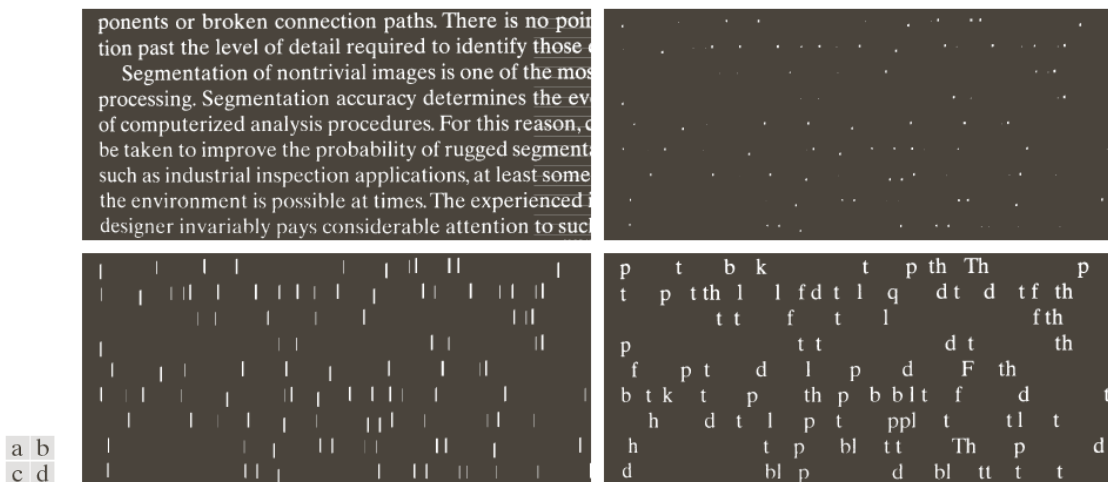 ponents or broken connection paths. There is no poin
tion past the level of detail required to identify those
Segmentation of nontrivial images is one of the mos
processing. Segmentation accuracy determines the eve
of computerized analysis procedures. For this reason, c
be taken to improve the probability of rugged segmenta
such as industrial inspection applications, at least some
the environment is possible at times. The experienced i
designer invariably pays considerable attention to such
p t b k t p th Th p
t p t th l l f d t l q d t d t f th
t t f t l f th
p t t d t th
f p t d l p d F th
b t k t p th p b b l t f d t
h d t l p t ppl t t l t
h t p bl t t Th p d
d bl p d bl tt t t
a b
c d